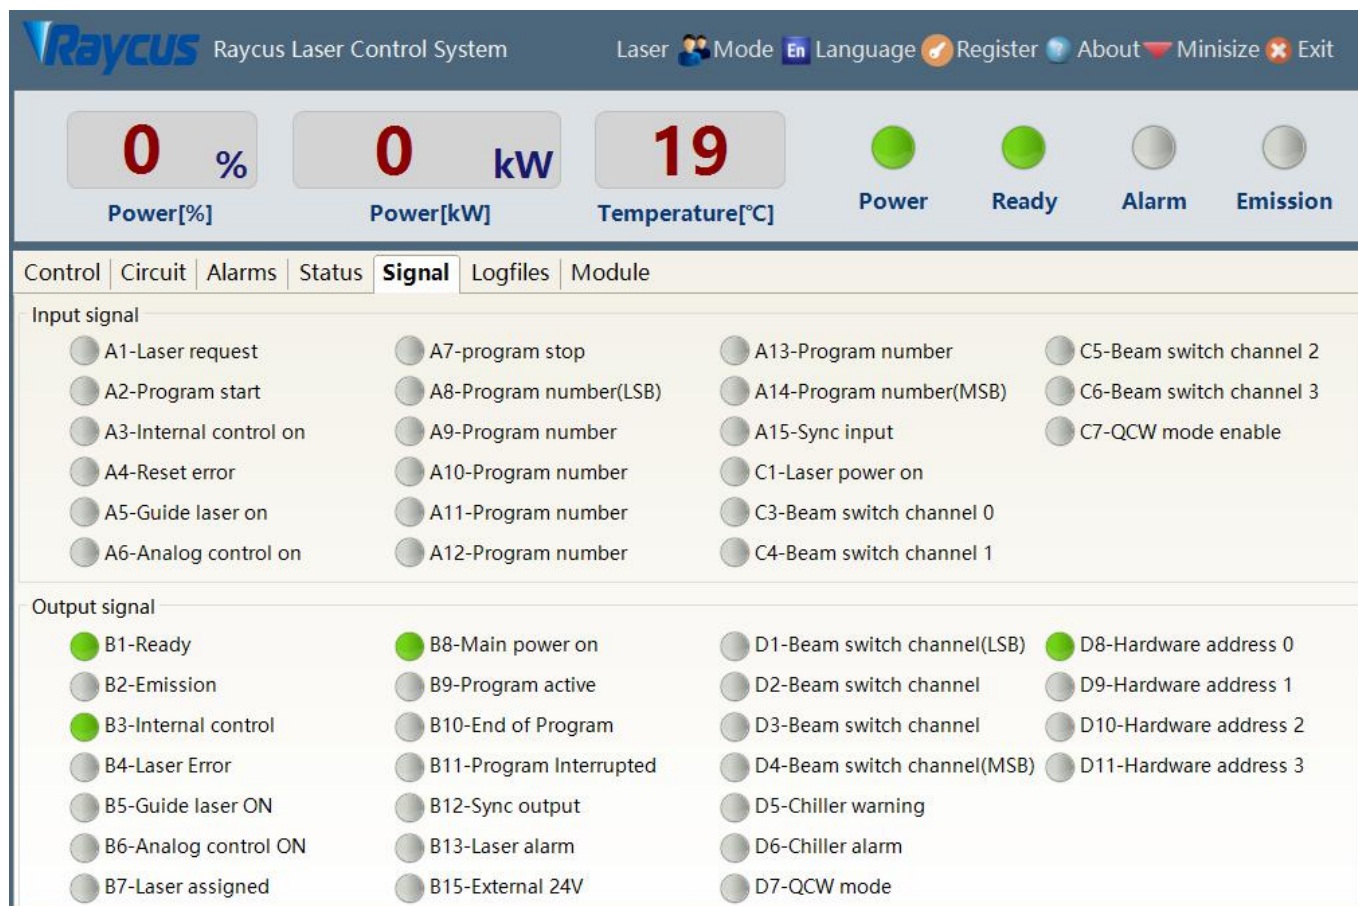 Raycus Raycus Laser Control System Laser Mode En Language Register ? About Minisize Exit
0 % 0 kW 19
Power[%] Power[kW] Temperature[°C] Power Ready Alarm Emission
Control Circuit Alarms Status Signal Logfiles Module
Input signal
A1-Laser request A7-program stop A13-Program number C5-Beam switch channel 2
A2-Program start A8-Program number(LSB) A14-Program number(MSB) C6-Beam switch channel 3
A3-Internal control on A9-Program number A15-Sync input C7-QCW mode enable
A4-Reset error A10-Program number C1-Laser power on
A5-Guide laser on A11-Program number C3-Beam switch channel 0
A6-Analog control on A12-Program number C4-Beam switch channel 1
Output signal
B1-Ready B8-Main power on D1-Beam switch channel(LSB) D8-Hardware address 0
B2-Emission B9-Program active D2-Beam switch channel D9-Hardware address 1
B3-Internal control B10-End of Program D3-Beam switch channel D10-Hardware address 2
B4-Laser Error B11-Program Interrupted D4-Beam switch channel(MSB) D11-Hardware address 3
B5-Guide laser ON B12-Sync output D5-Chiller warning
B6-Analog control ON B13-Laser alarm D6-Chiller alarm
B7-Laser assigned B15-External 24V D7-QCW mode